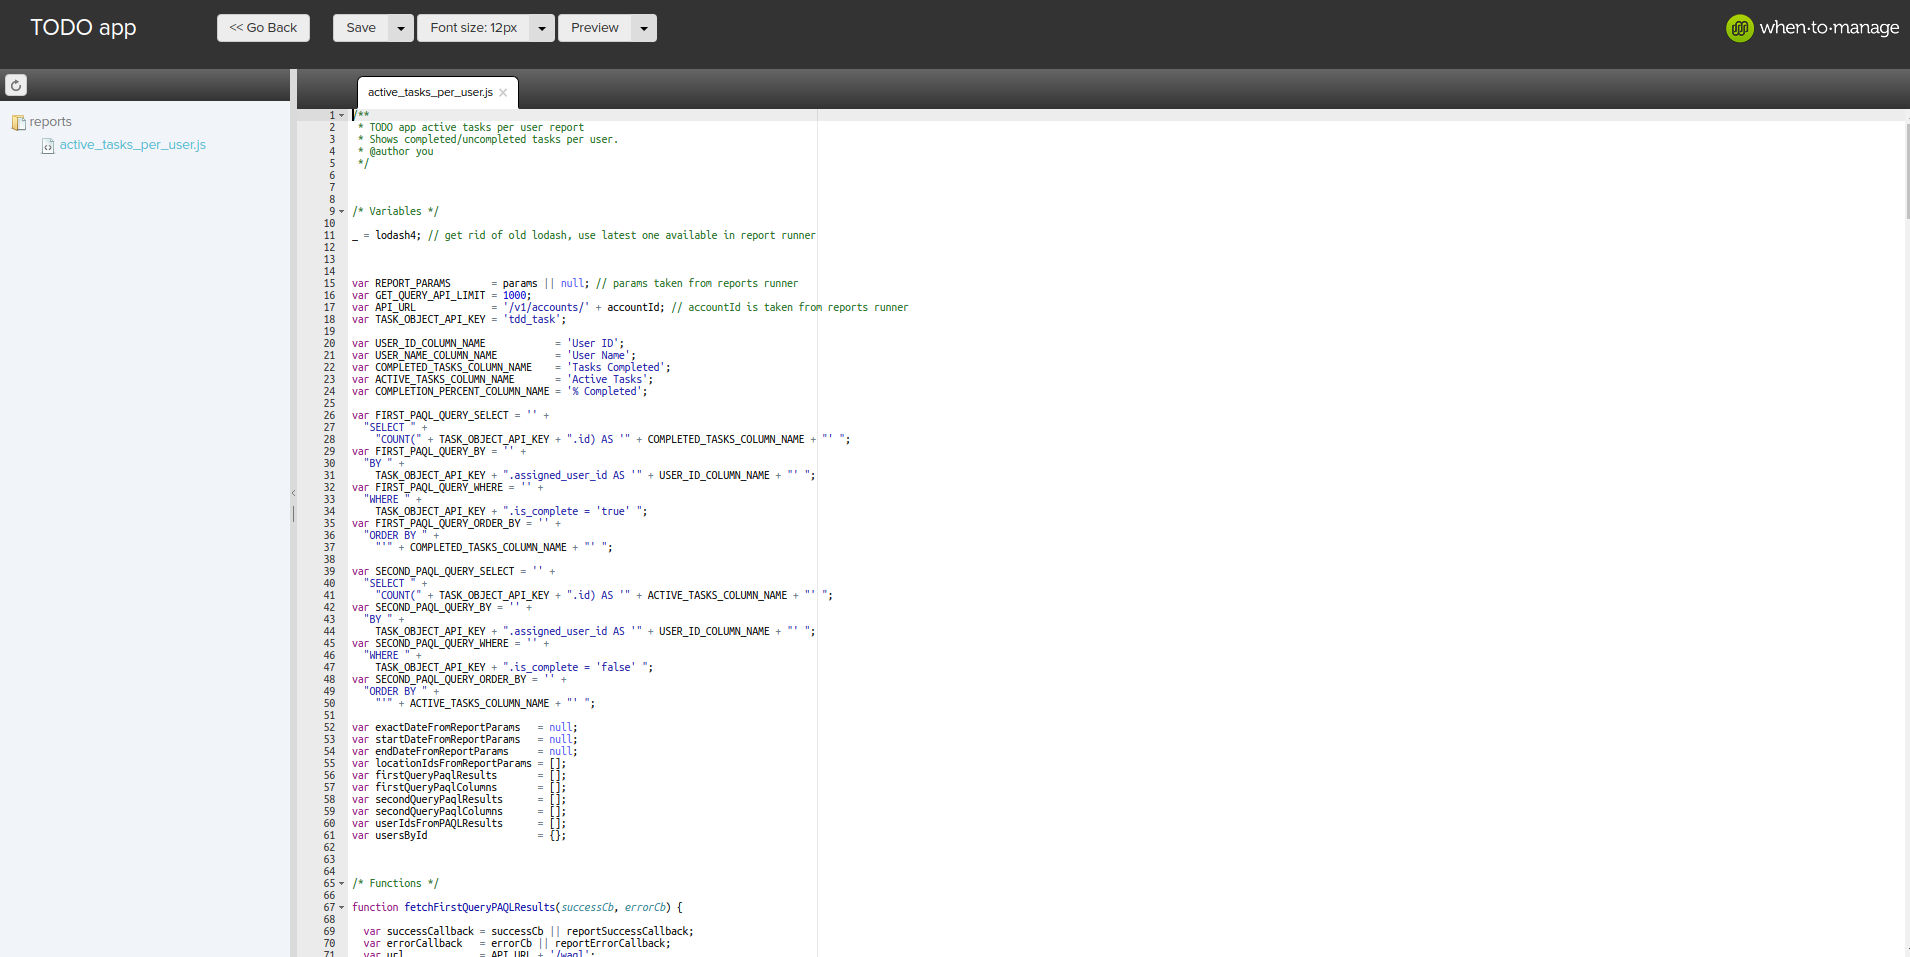 TODO app
<< Go Back
Save
Font size: 12px
Preview
when·to·manage
reports
active_tasks_per_user.js
active_tasks_per_user.js
1 /**
2  * TODO app active tasks per user report
3  * Shows completed/uncompleted tasks per user.
4  * @author you
5  */
6
7
8
9 /* Variables */
10
11 _ = lodash4; // get rid of old lodash, use latest one available in report runner
12
13
14
15 var REPORT_PARAMS       = params || null; // params taken from reports runner
16 var GET_QUERY_API_LIMIT = 1000;
17 var API_URL             = '/v1/accounts/' + accountId; // accountId is taken from reports runner
18 var TASK_OBJECT_API_KEY = 'tdd_task';
19
20 var USER_ID_COLUMN_NAME            = 'User ID';
21 var USER_NAME_COLUMN_NAME          = 'User Name';
22 var COMPLETED_TASKS_COLUMN_NAME    = 'Tasks Completed';
23 var ACTIVE_TASKS_COLUMN_NAME       = 'Active Tasks';
24 var COMPLETION_PERCENT_COLUMN_NAME = '% Completed';
25
26 var FIRST_PAQL_QUERY_SELECT = '' +
27   "SELECT " +
28     "COUNT(" + TASK_OBJECT_API_KEY + ".id) AS '" + COMPLETED_TASKS_COLUMN_NAME + "' ";
29 var FIRST_PAQL_QUERY_BY = '' +
30   "BY " +
31     TASK_OBJECT_API_KEY + ".assigned_user_id AS '" + USER_ID_COLUMN_NAME + "' ";
32 var FIRST_PAQL_QUERY_WHERE = '' +
33   "WHERE " +
34     TASK_OBJECT_API_KEY + ".is_complete = 'true' ";
35 var FIRST_PAQL_QUERY_ORDER_BY = '' +
36   "ORDER BY " +
37     "'" + COMPLETED_TASKS_COLUMN_NAME + "' ";
38
39 var SECOND_PAQL_QUERY_SELECT = '' +
40   "SELECT " +
41     "COUNT(" + TASK_OBJECT_API_KEY + ".id) AS '" + ACTIVE_TASKS_COLUMN_NAME + "' ";
42 var SECOND_PAQL_QUERY_BY = '' +
43   "BY " +
44     TASK_OBJECT_API_KEY + ".assigned_user_id AS '" + USER_ID_COLUMN_NAME + "' ";
45 var SECOND_PAQL_QUERY_WHERE = '' +
46   "WHERE " +
47     TASK_OBJECT_API_KEY + ".is_complete = 'false' ";
48 var SECOND_PAQL_QUERY_ORDER_BY = '' +
49   "ORDER BY " +
50     "'" + ACTIVE_TASKS_COLUMN_NAME + "' ";
51
52 var exactDateFromReportParams   = null;
53 var startDateFromReportParams   = null;
54 var endDateFromReportParams     = null;
55 var locationIdsFromReportParams = [];
56 var firstQueryPaqlResults       = [];
57 var firstQueryPaqlColumns       = [];
58 var secondQueryPaqlResults      = [];
59 var secondQueryPaqlColumns      = [];
60 var userIdsFromPAQLResults      = [];
61 var usersById                   = {};
62
63
64
65 /* Functions */
66
67 function fetchFirstQueryPAQLResults(successCb, errorCb) {
68
69   var successCallback = successCb || reportSuccessCallback;
70   var errorCallback   = errorCb || reportErrorCallback;
71   var url             = API_URL + '/waql';